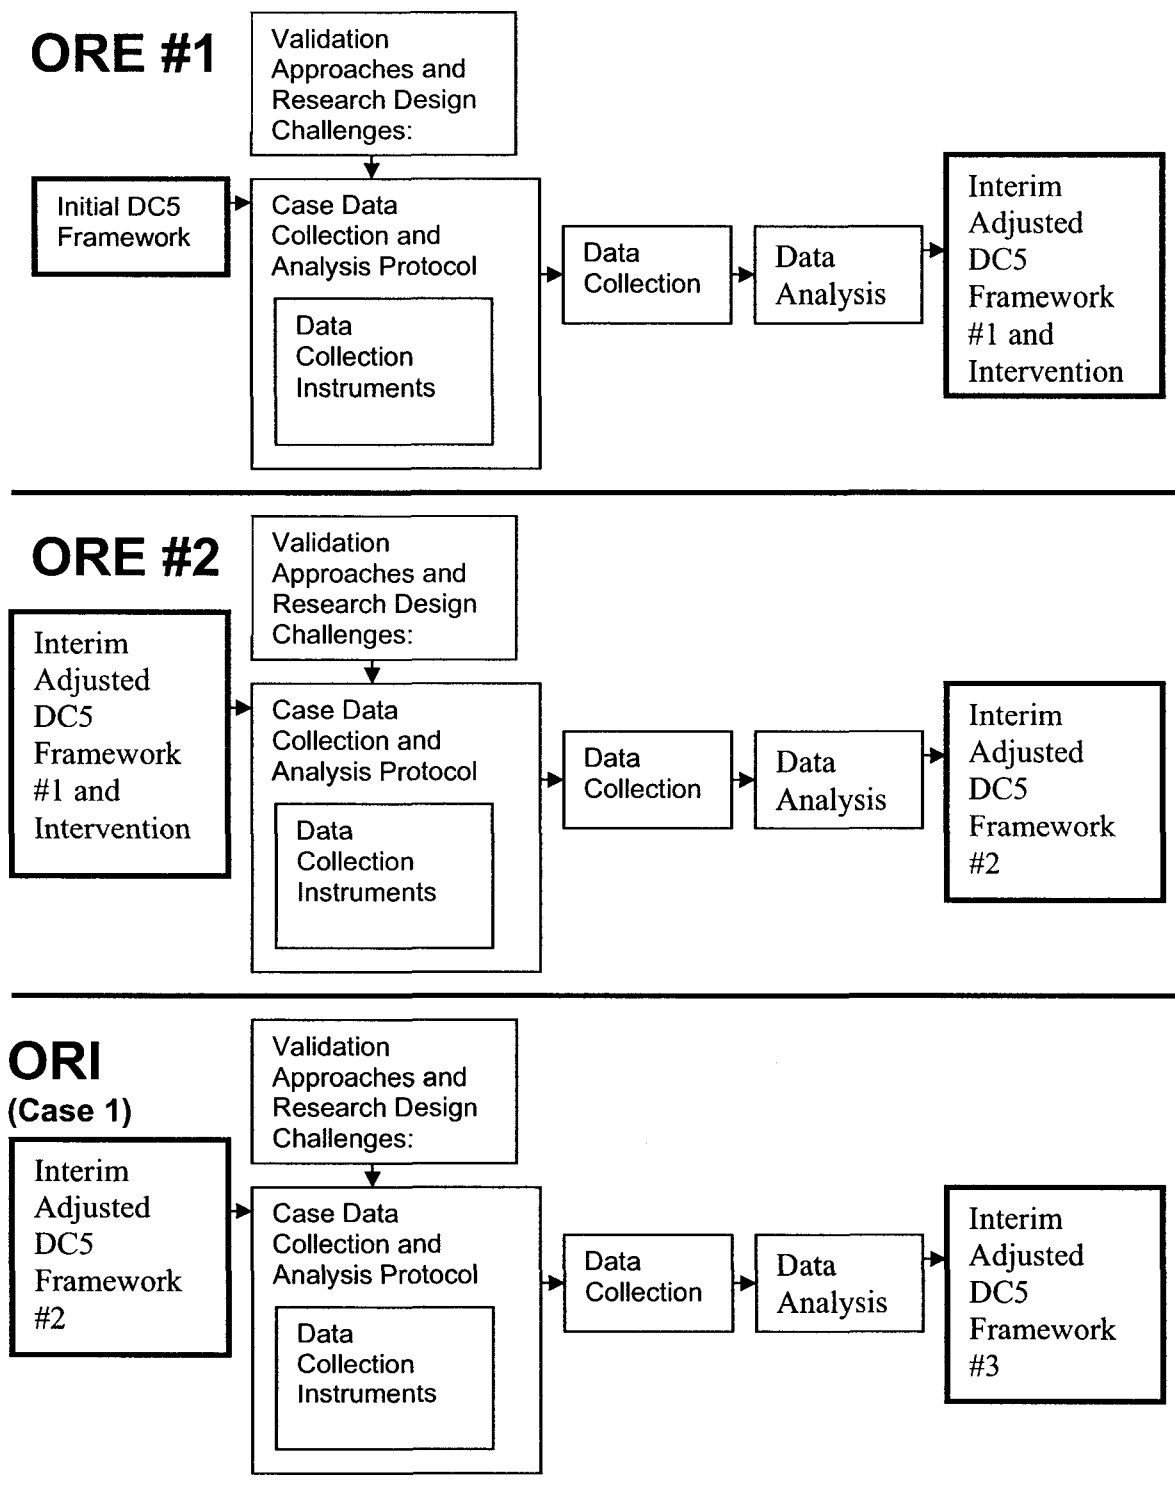 ORE #1
Validation
Approaches and
Research Design
Challenges:
Initial DC5
Framework
Case Data
Collection and
Analysis Protocol
Data
Collection
Instruments
Data
Collection
Data
Analysis
Interim
Adjusted
DC5
Framework
#1 and
Intervention
ORE #2
Validation
Approaches and
Research Design
Challenges:
Interim
Adjusted
DC5
Framework
#1 and
Intervention
Case Data
Collection and
Analysis Protocol
Data
Collection
Instruments
Data
Collection
Data
Analysis
Interim
Adjusted
DC5
Framework
#2
ORI
(Case 1)
Validation
Approaches and
Research Design
Challenges:
Interim
Adjusted
DC5
Framework
#2
Case Data
Collection and
Analysis Protocol
Data
Collection
Instruments
Data
Collection
Data
Analysis
Interim
Adjusted
DC5
Framework
#3